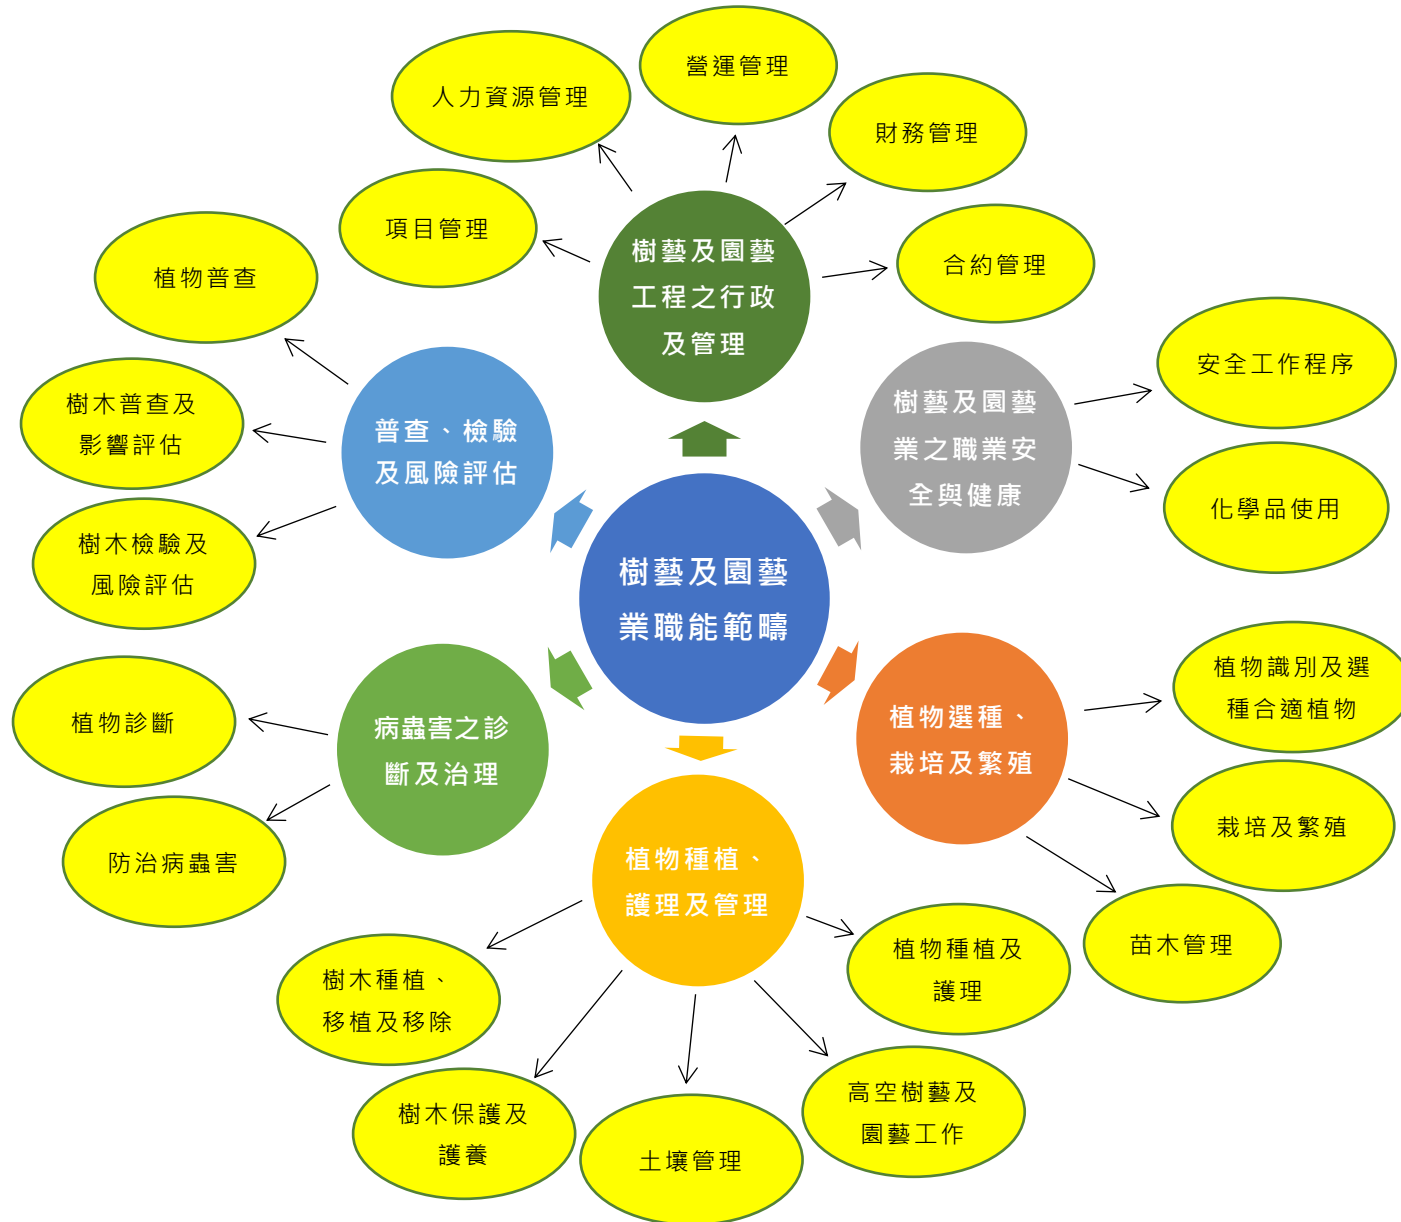 營運管理
人力資源管理
財務管理
項目管理
合約管理
樹藝及園藝
工程之行政
及管理
植物普查
樹木普查及
影響評估
樹木檢驗及
風險評估
普查、檢驗
及風險評估
樹藝及園藝
業之職業安
全與健康
安全工作程序
化學品使用
樹藝及園藝
業職能範疇
植物診斷
防治病蟲害
病蟲害之診
斷及治理
植物選種、
栽培及繁殖
植物識別及選
種合適植物
栽培及繁殖
苗木管理
植物種植、
護理及管理
樹木種植、
移植及移除
樹木保護及
護養
土壤管理
高空樹藝及
園藝工作
植物種植及
護理